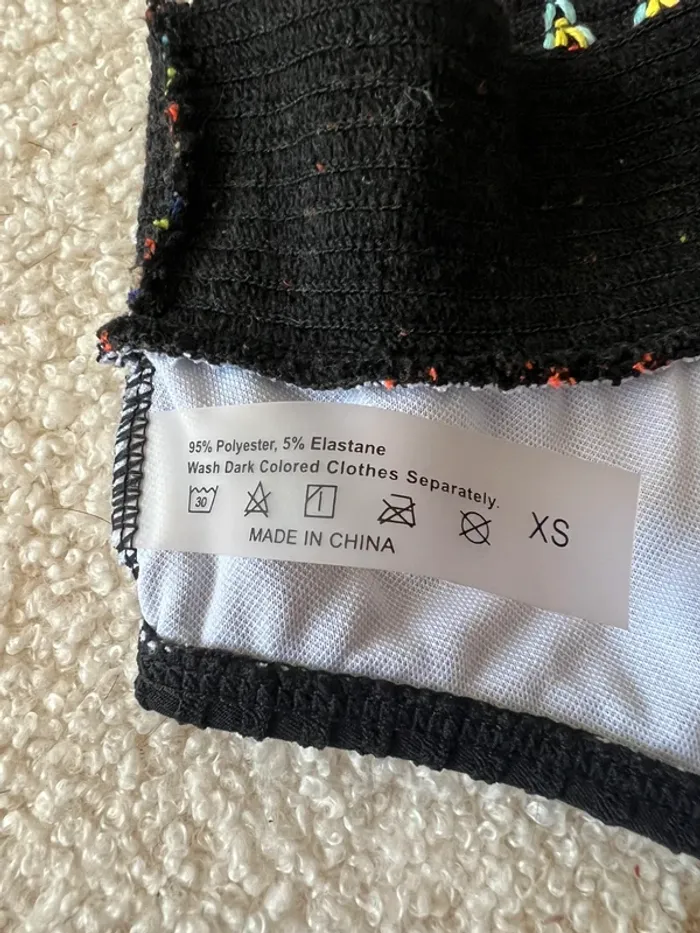 95% Polyester, 5% Elastane
Wash Dark Colored Clothes Separately.
30 XS
MADE IN CHINA